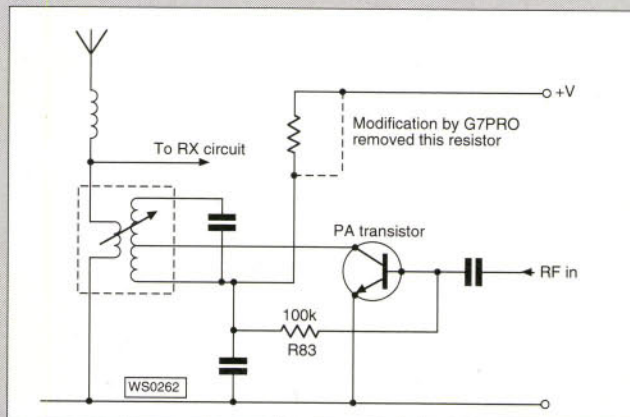 +V
Modification by G7PRO
removed this resistor
To RX circuit
PA transistor
RF in
100k
R83
WS0262